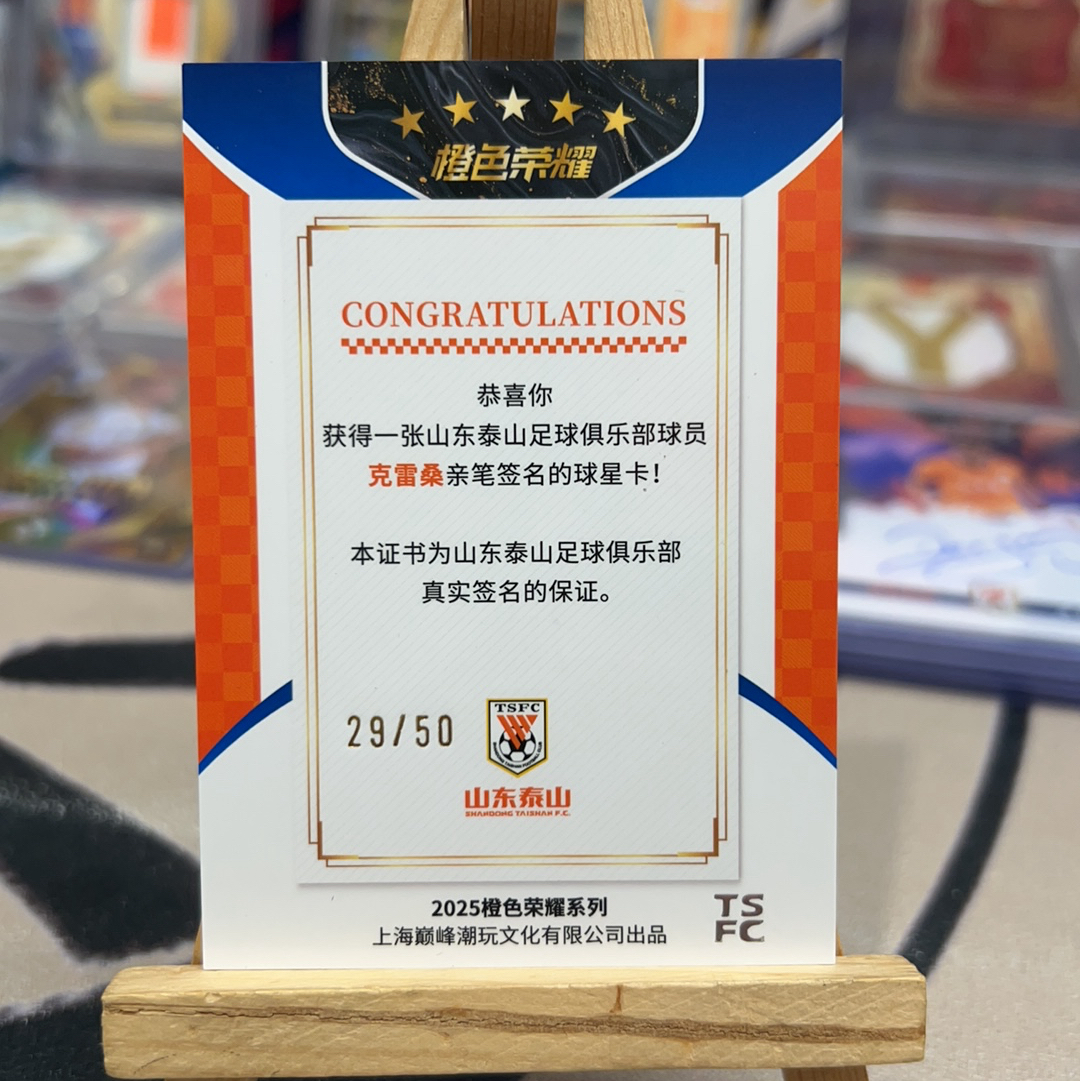 橙色荣耀
CONGRATULATIONS
恭喜你
获得一张山东泰山足球俱乐部球员
克雷桑亲笔签名的球星卡！
本证书为山东泰山足球俱乐部
真实签名的保证。
29/50
TSFC
山东泰山
SHANDONG TAISHAN F.C.
2025橙色荣耀系列
上海巅峰潮玩文化有限公司出品
TS
FC